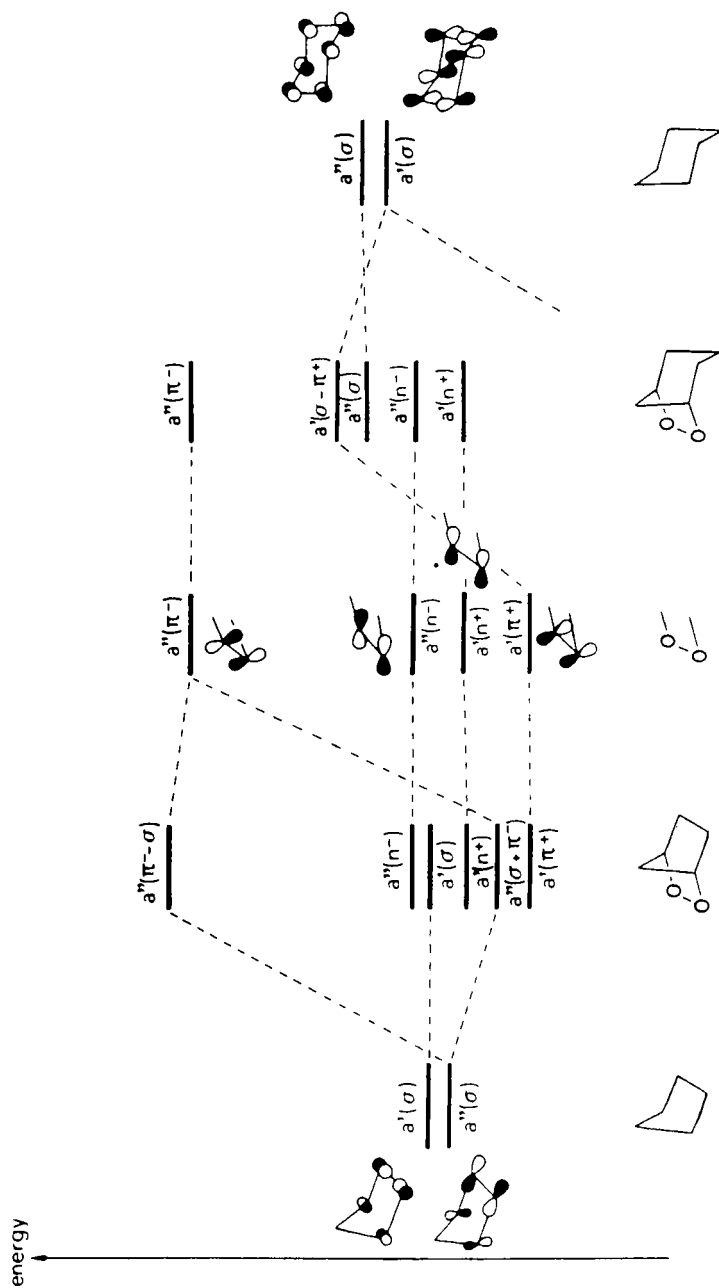 energy
a'(σ)
a"(σ)
a"(π⁻-σ)
a"(n⁻)
a'(σ)
a"(n⁺)
a"(σ+π⁻)
a'(π⁺)
a"(π⁻)
a"(n⁻)
a'(n⁺)
a'(π⁺)
O
O
a"(π⁻)
a'(σ-π⁺)
a"(σ)
a"(n⁻)
a'(n⁺)
a"(σ)
a'(σ)
O
O
O
O